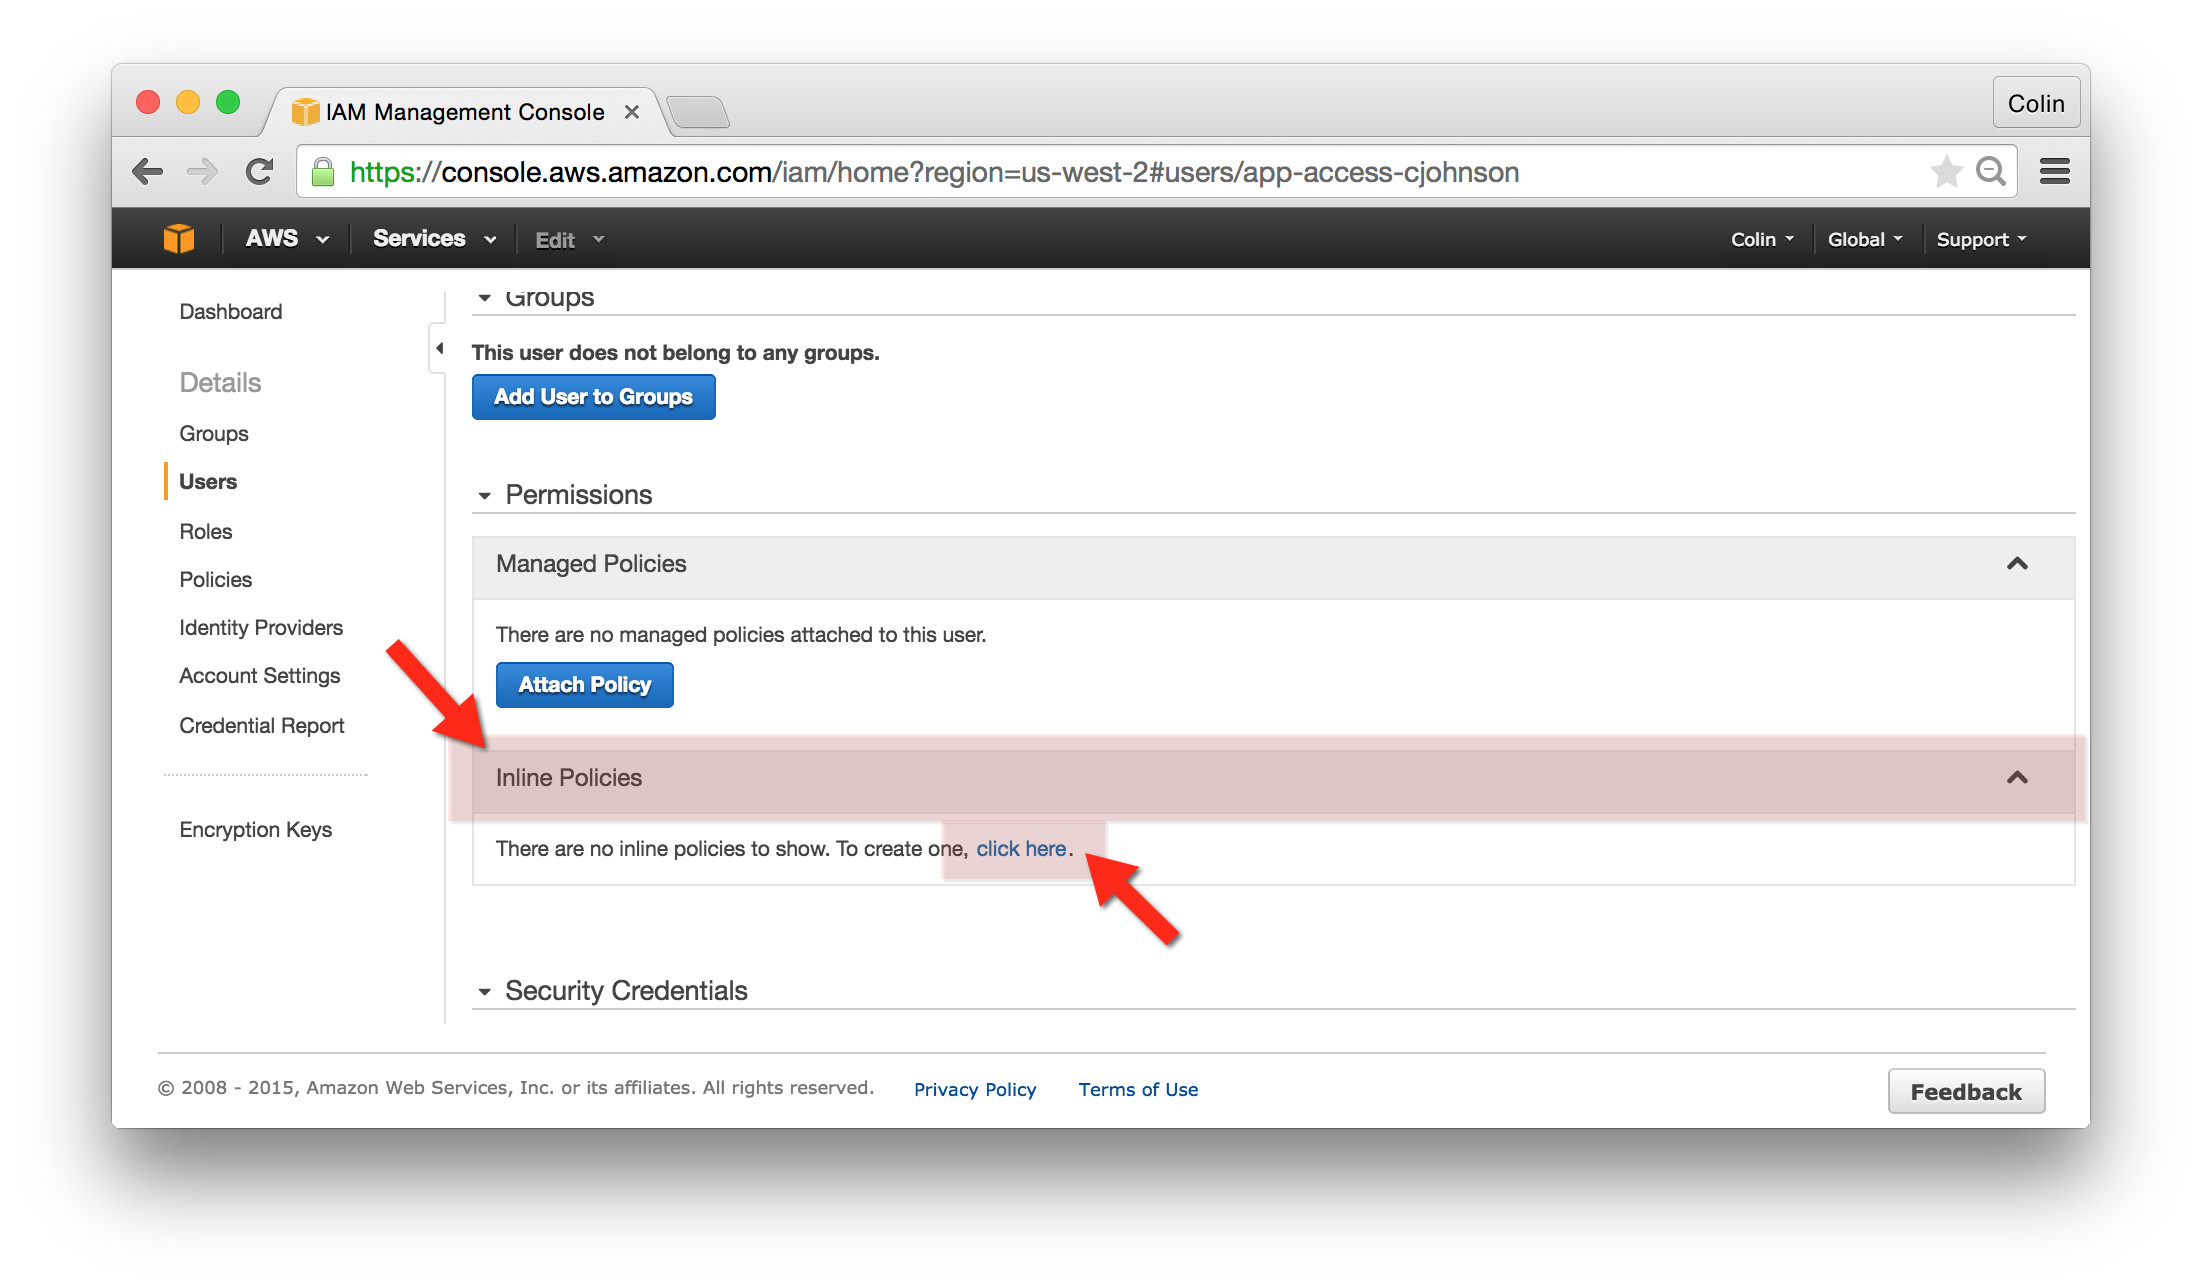 IAM Management Console
Colin
https://console.aws.amazon.com/iam/home?region=us-west-2#users/app-access-cjohnson
AWS Services Edit Colin Global Support
Dashboard
Details
Groups
Users
Roles
Policies
Identity Providers
Account Settings
Credential Report
Encryption Keys
Groups
This user does not belong to any groups.
Add User to Groups
Permissions
Managed Policies
There are no managed policies attached to this user.
Attach Policy
Inline Policies
There are no inline policies to show. To create one, click here.
Security Credentials
© 2008 - 2015, Amazon Web Services, Inc. or its affiliates. All rights reserved. Privacy Policy Terms of Use Feedback